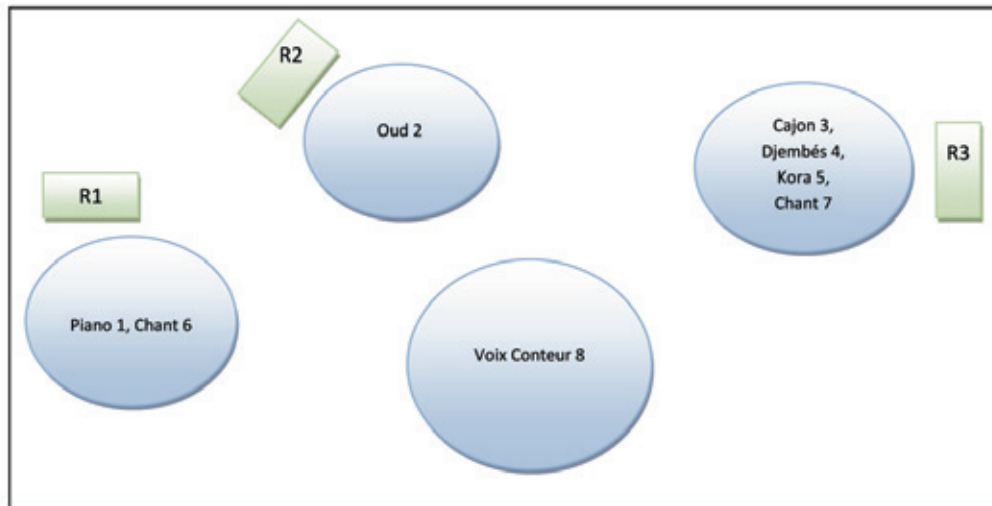 R2
Oud 2
Cajon 3,
Djembés 4,
Kora 5,
Chant 7
R3
R1
Piano 1, Chant 6
Voix Conteur 8